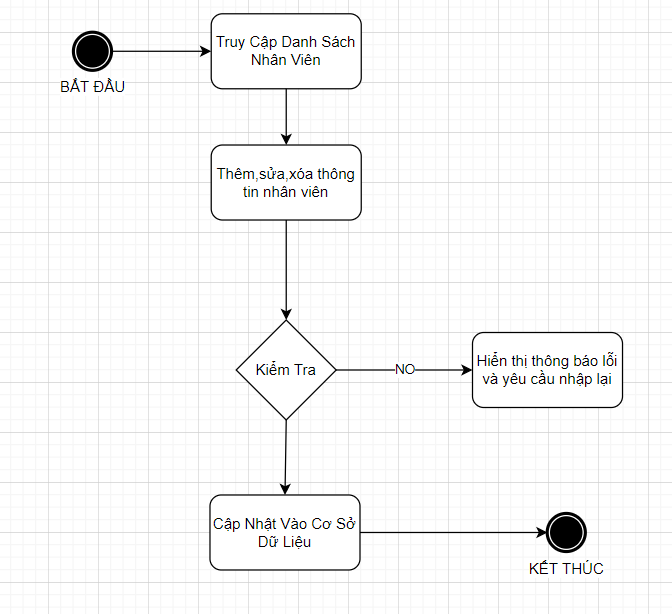 BẮT ĐẦU
Truy Cập Danh Sách
Nhân Viên
Thêm,sửa,xóa thông
tin nhân viên
Kiểm Tra
NO
Hiển thị thông báo lỗi
và yêu cầu nhập lại
Cập Nhật Vào Cơ Sở
Dữ Liệu
KẾT THÚC